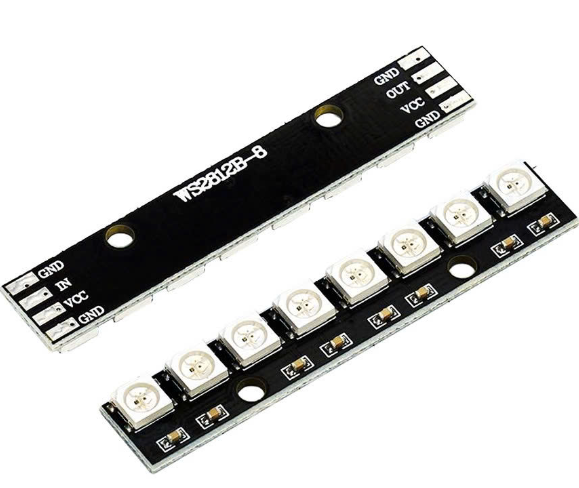 GND
OUT
VCC
GND
WS2812B-8
GND
IN
VCC
GND